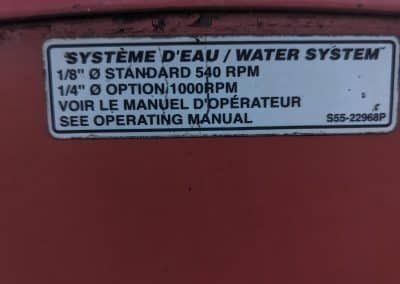 SYSTÈME D'EAU / WATER SYSTEM
1/8" Ø STANDARD 540 RPM
1/4" Ø OPTION 1000RPM
VOIR LE MANUEL D'OPÉRATEUR
SEE OPERATING MANUAL S55-22968P